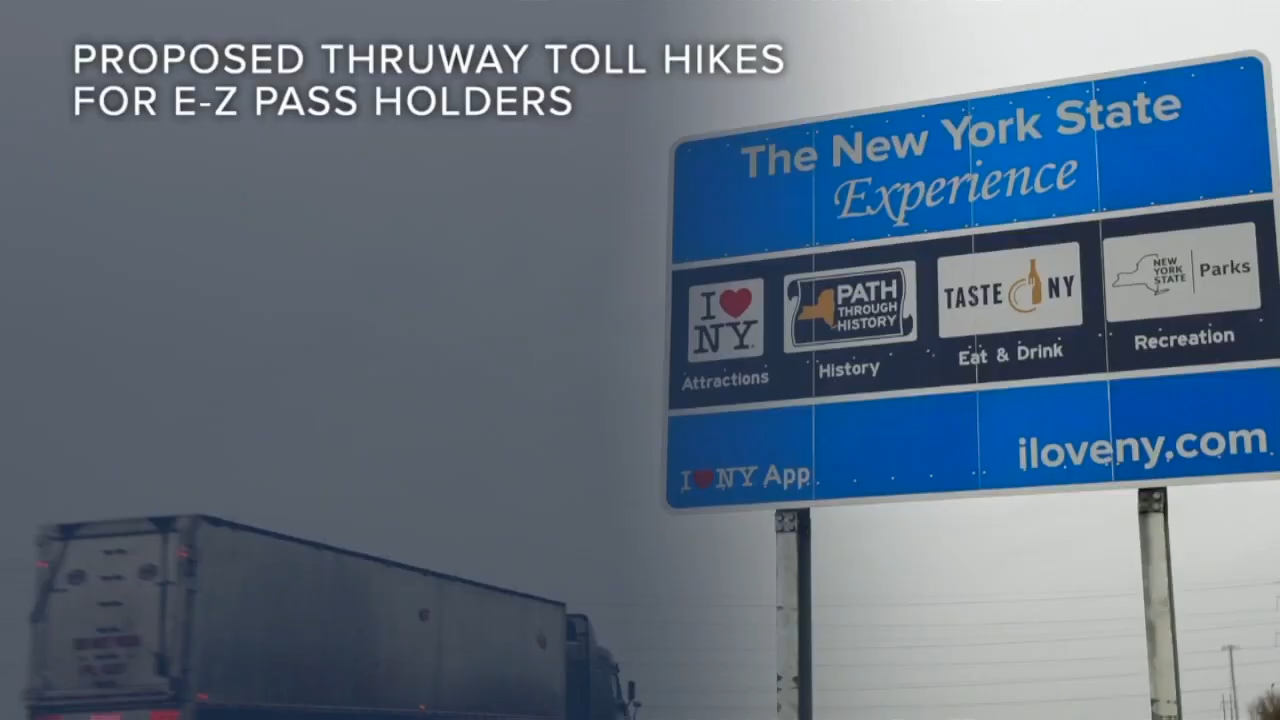 PROPOSED THRUWAY TOLL HIKES
FOR E-Z PASS HOLDERS
The New York State
Experience
I ❤ NY.
Attractions
PATH
THROUGH
HISTORY
History
TASTE NY
Eat & Drink
NEW
YORK
STATE
Parks
Recreation
iloveny.com
I ❤ NY App